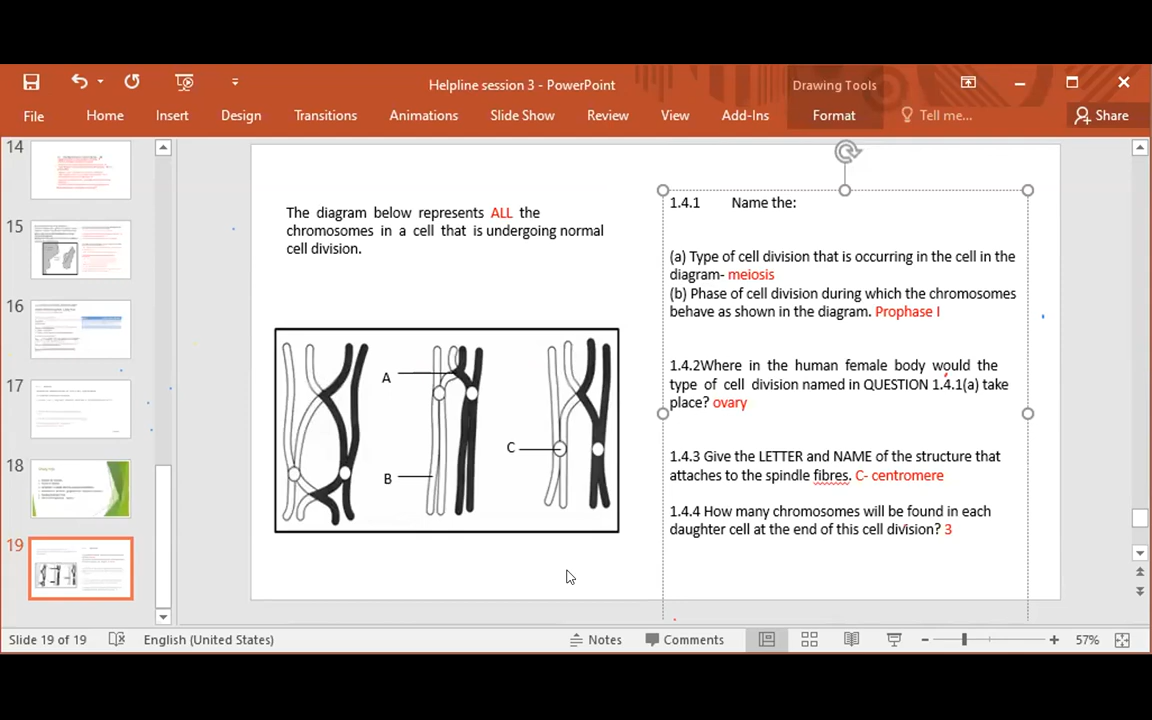 Helpline session 3 - PowerPoint
Drawing Tools
File
Home
Insert
Design
Transitions
Animations
Slide Show
Review
View
Add-Ins
Format
Tell me...
Share
14
15
16
17
18
19
The diagram below represents ALL the
chromosomes in a cell that is undergoing normal
cell division.
A
B
C
1.4.1 Name the:
(a) Type of cell division that is occurring in the cell in the
diagram- meiosis
(b) Phase of cell division during which the chromosomes
behave as shown in the diagram. Prophase I
1.4.2Where in the human female body would the
type of cell division named in QUESTION 1.4.1(a) take
place? ovary
1.4.3 Give the LETTER and NAME of the structure that
attaches to the spindle fibres. C- centromere
1.4.4 How many chromosomes will be found in each
daughter cell at the end of this cell division? 3
Slide 19 of 19
English (United States)
Notes
Comments
57%